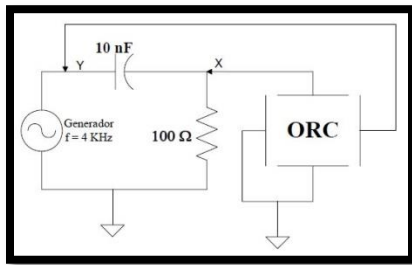 10 nF
Y
X
Generador
f = 4 KHz
100 Ω
ORC